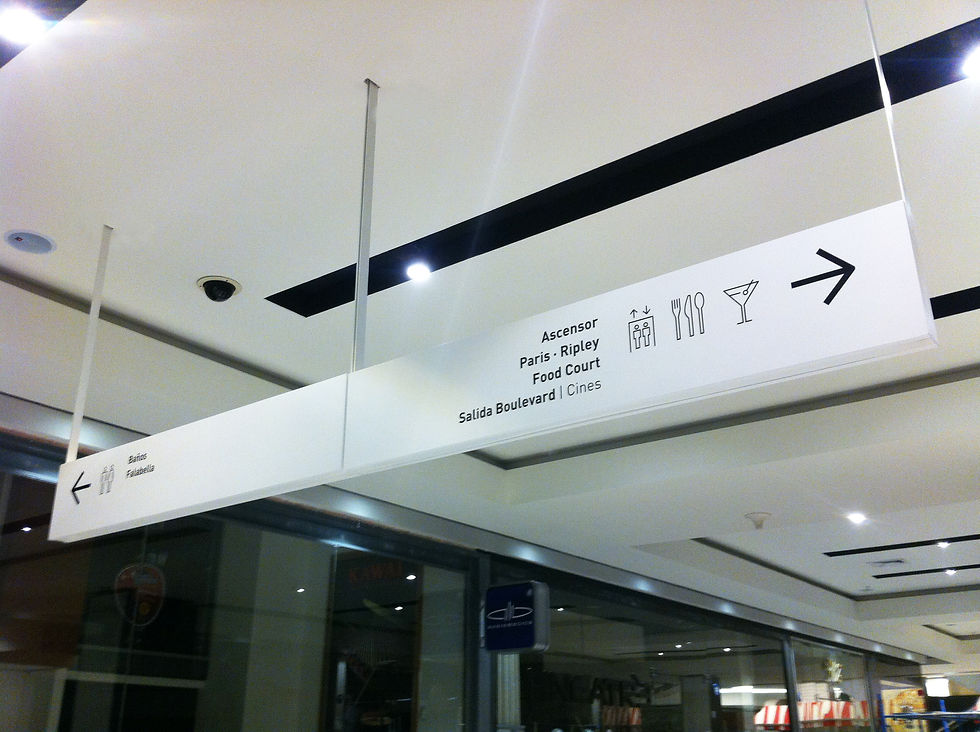 Baños
Falabella
Ascensor
Paris · Ripley
Food Court
Salida Boulevard | Cines